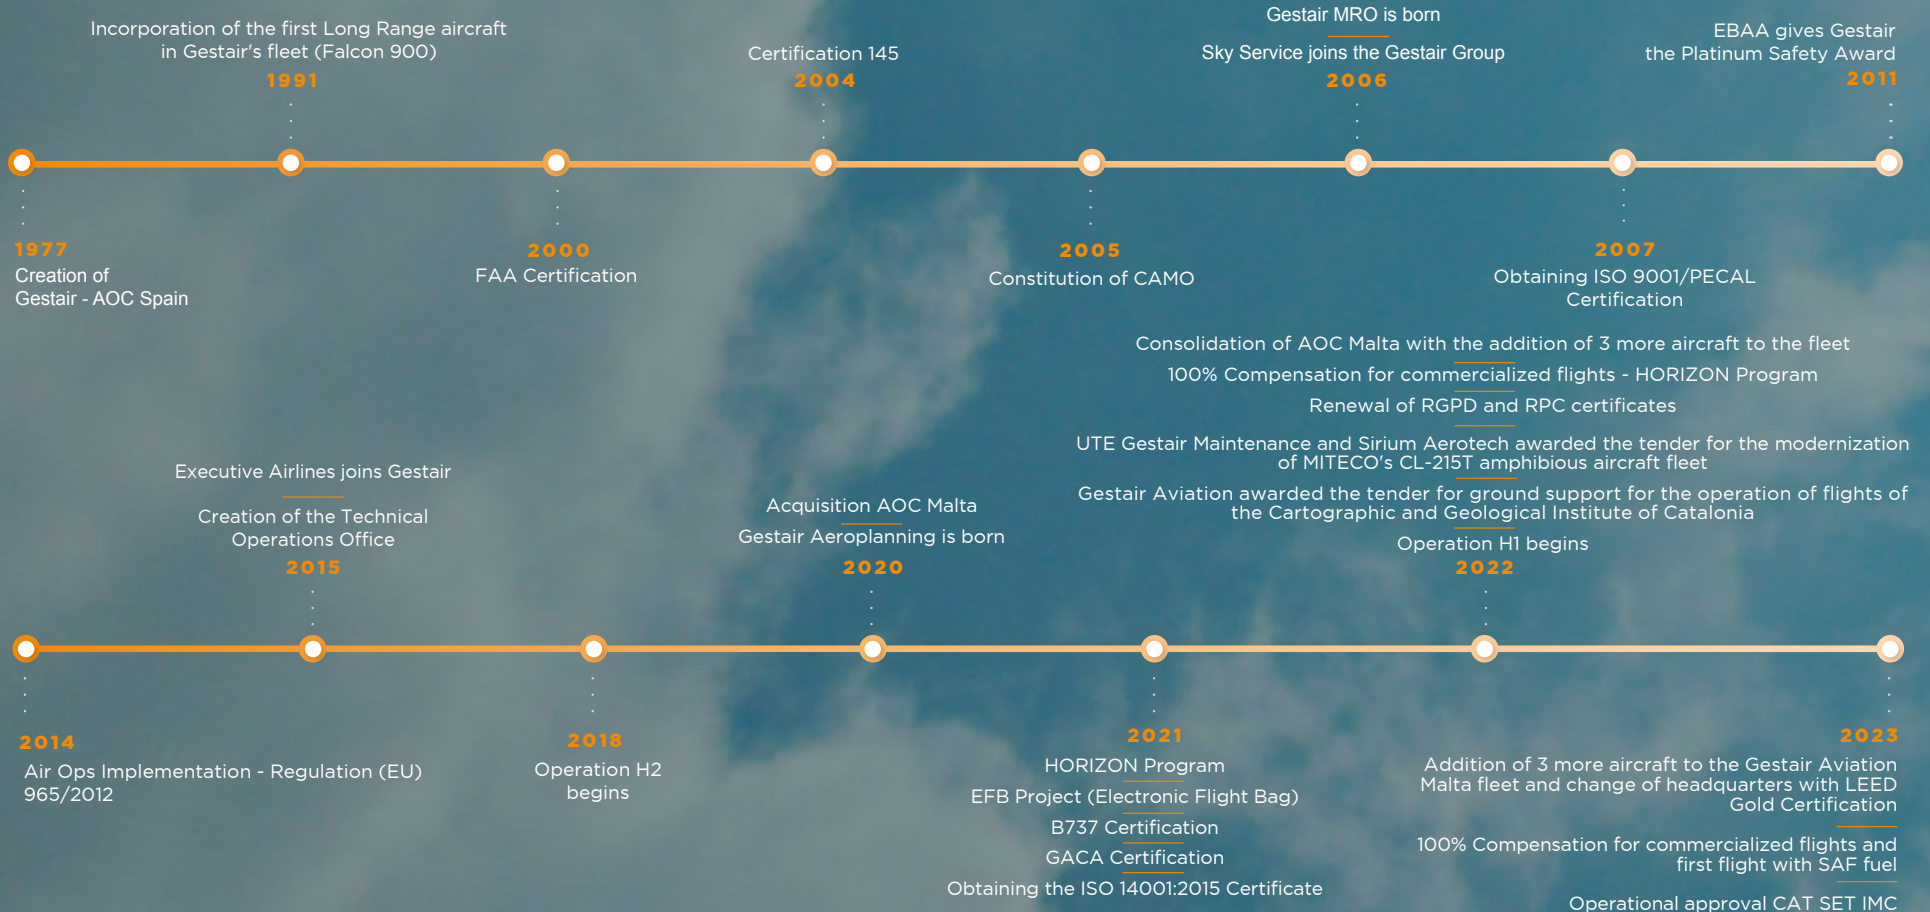 Incorporation of the first Long Range aircraft
in Gestair's fleet (Falcon 900)
1991
Certification 145
2004
Gestair MRO is born
Sky Service joins the Gestair Group
2006
EBAA gives Gestair
the Platinum Safety Award
2011
1977
Creation of
Gestair - AOC Spain
2000
FAA Certification
2005
Constitution of CAMO
2007
Obtaining ISO 9001/PECAL
Certification
Executive Airlines joins Gestair
Creation of the Technical
Operations Office
2015
Acquisition AOC Malta
Gestair Aeroplanning is born
2020
Consolidation of AOC Malta with the addition of 3 more aircraft to the fleet
100% Compensation for commercialized flights - HORIZON Program
Renewal of RGPD and RPC certificates
UTE Gestair Maintenance and Sirium Aerotech awarded the tender for the modernization
of MITECO's CL-215T amphibious aircraft fleet
Gestair Aviation awarded the tender for ground support for the operation of flights of
the Cartographic and Geological Institute of Catalonia
Operation H1 begins
2022
2014
Air Ops Implementation - Regulation (EU)
965/2012
2018
Operation H2
begins
2021
HORIZON Program
EFB Project (Electronic Flight Bag)
B737 Certification
GACA Certification
Obtaining the ISO 14001:2015 Certificate
2023
Addition of 3 more aircraft to the Gestair Aviation
Malta fleet and change of headquarters with LEED
Gold Certification
100% Compensation for commercialized flights and
first flight with SAF fuel
Operational approval CAT SET IMC